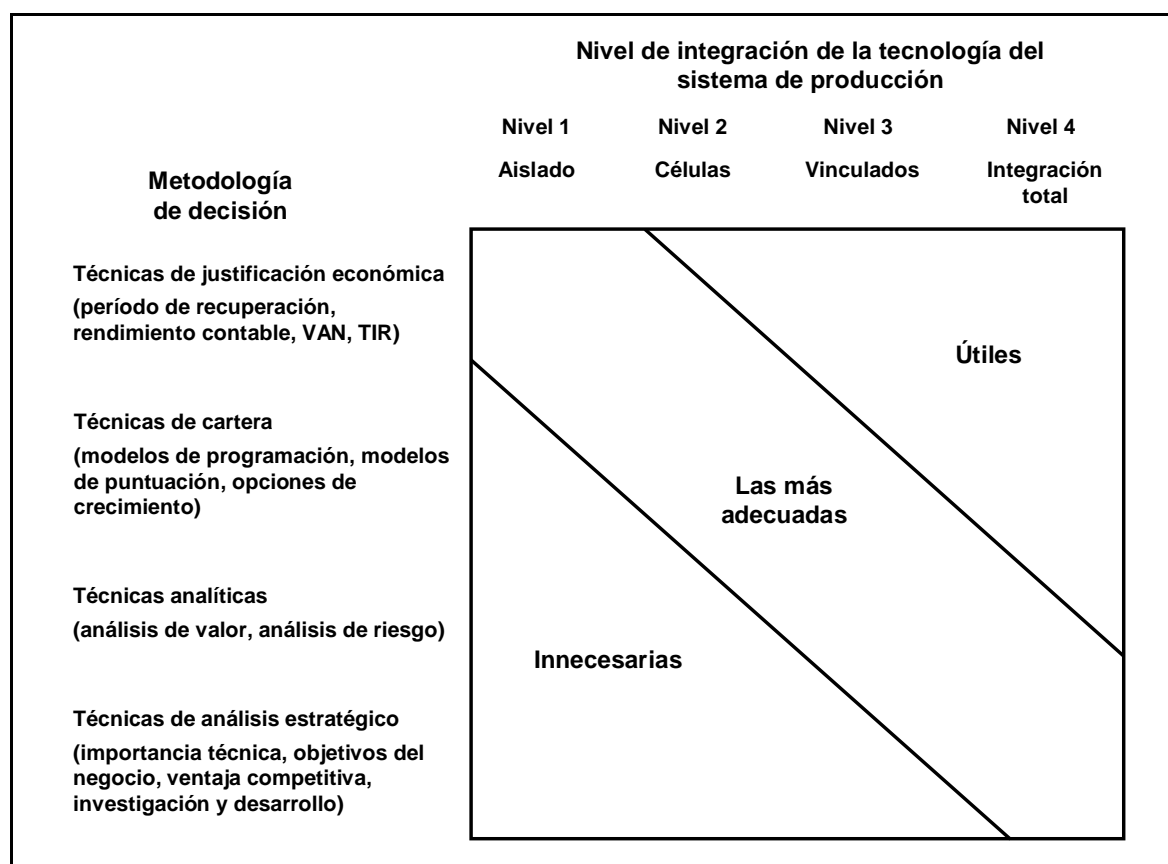 Nivel de integración de la tecnología del
sistema de producción
Nivel 1
Nivel 2
Nivel 3
Nivel 4
Aislado
Células
Vinculados
Integración
total
Metodología
de decisión
Técnicas de justificación económica
(período de recuperación,
rendimiento contable, VAN, TIR)
Útiles
Técnicas de cartera
(modelos de programación, modelos
de puntuación, opciones de
crecimiento)
Las más
adecuadas
Técnicas analíticas
(análisis de valor, análisis de riesgo)
Innecesarias
Técnicas de análisis estratégico
(importancia técnica, objetivos del
negocio, ventaja competitiva,
investigación y desarrollo)